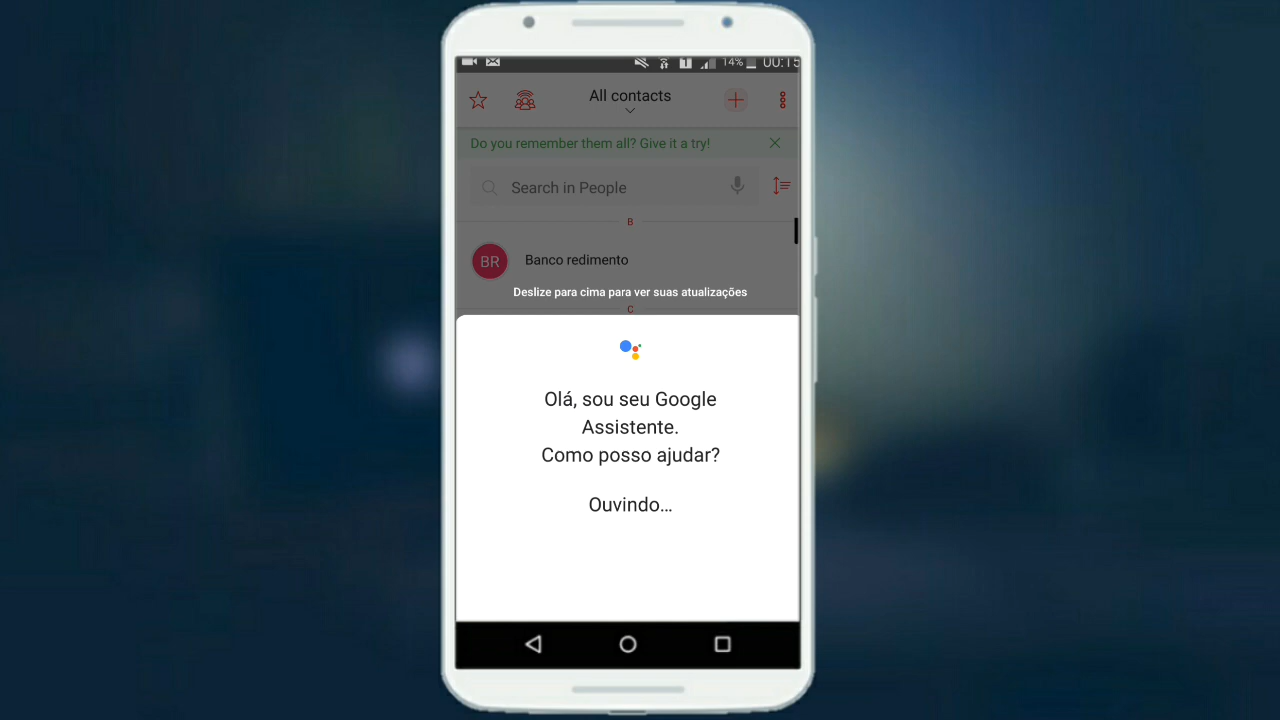 14% 00:15
All contacts
Do you remember them all? Give it a try!
Search in People
B
BR Banco redimento
Deslize para cima para ver suas atualizações
C
Olá, sou seu Google
Assistente.
Como posso ajudar?
Ouvindo...